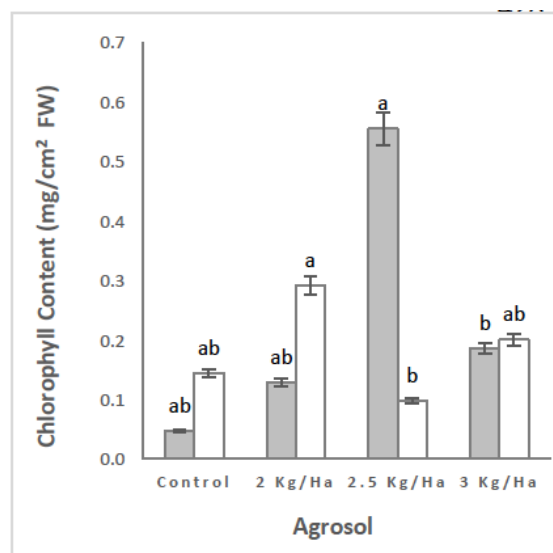 0.7
0.6
0.5
0.4
0.3
0.2
0.1
0.0
Chlorophyll Content (mg/cm² FW)
ab
ab
ab
a
a
b
b
ab
Control 2 Kg/Ha 2.5 Kg/Ha 3 Kg/Ha
Agrosol